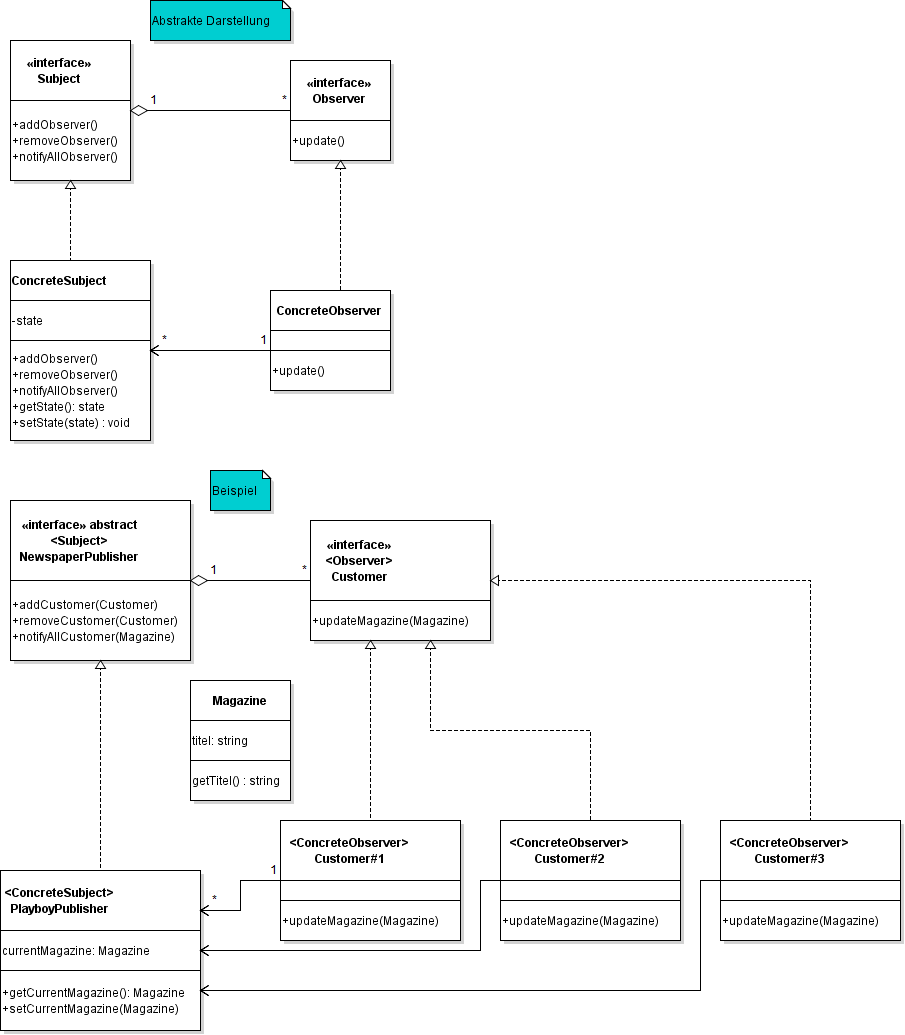 Abstrakte Darstellung
«interface»
Subject
+addObserver()
+removeObserver()
+notifyAllObserver()
1
*
«interface»
Observer
+update()
ConcreteSubject
-state
+addObserver()
+removeObserver()
+notifyAllObserver()
+getState(): state
+setState(state) : void
*
1
ConcreteObserver
+update()
Beispiel
«interface» abstract
<Subject>
NewspaperPublisher
+addCustomer(Customer)
+removeCustomer(Customer)
+notifyAllCustomer(Magazine)
1
*
«interface»
<Observer>
Customer
+updateMagazine(Magazine)
Magazine
titel: string
getTitel() : string
<ConcreteObserver>
Customer#1
+updateMagazine(Magazine)
<ConcreteObserver>
Customer#2
+updateMagazine(Magazine)
<ConcreteObserver>
Customer#3
+updateMagazine(Magazine)
1
*
<ConcreteSubject>
PlayboyPublisher
currentMagazine: Magazine
+getCurrentMagazine(): Magazine
+setCurrentMagazine(Magazine)